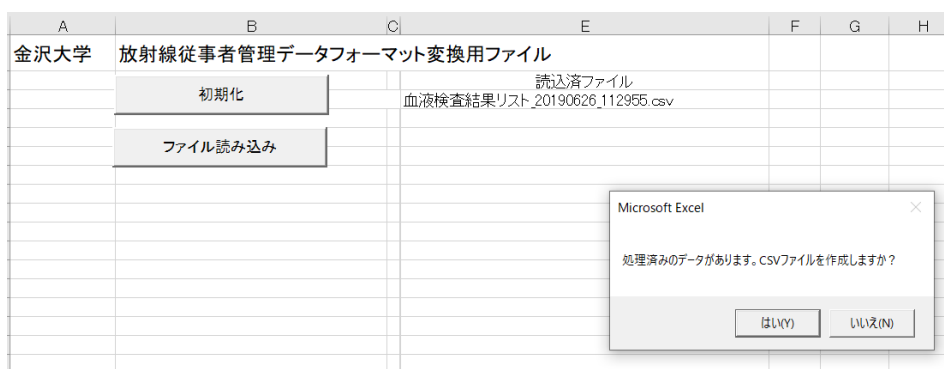 A B C E F G H
金沢大学 放射線従事者管理データフォーマット変換用ファイル
初期化
読込済ファイル
血液検査結果リスト_20190626_112955.csv
ファイル読み込み
Microsoft Excel
処理済みのデータがあります。CSVファイルを作成しますか?
はい(Y) いいえ(N)